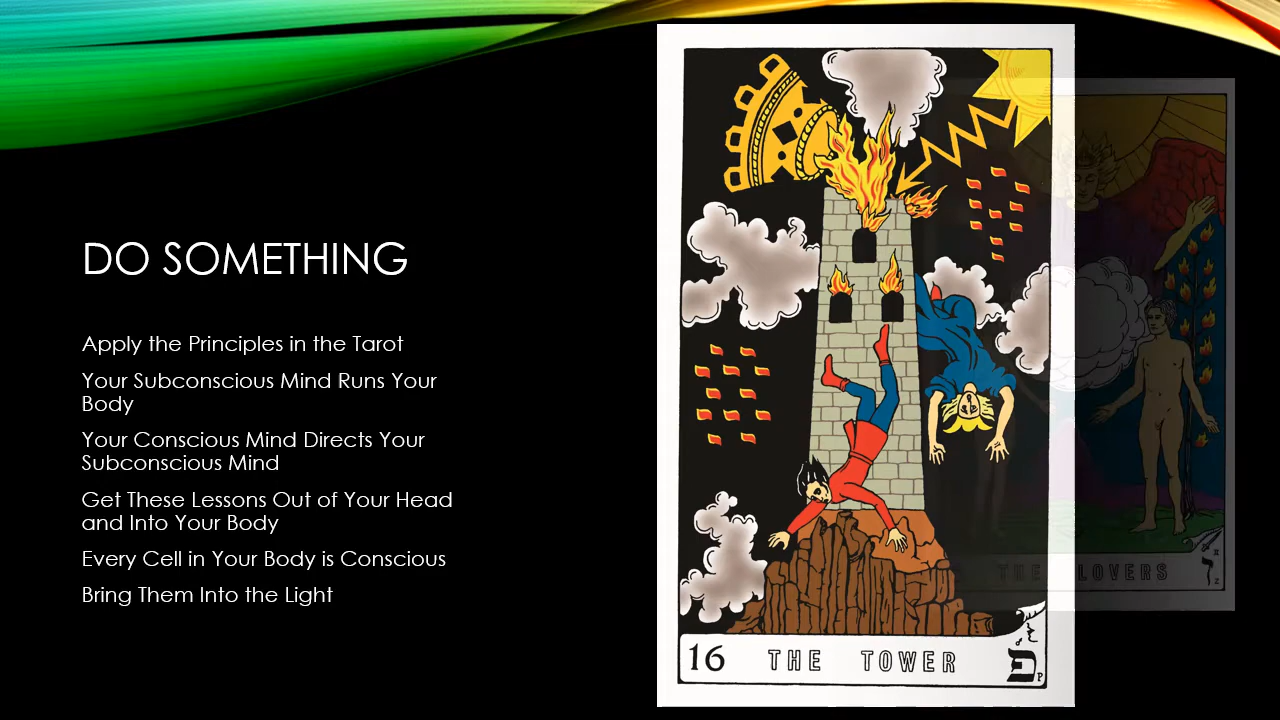 DO SOMETHING
Apply the Principles in the Tarot
Your Subconscious Mind Runs Your
Body
Your Conscious Mind Directs Your
Subconscious Mind
Get These Lessons Out of Your Head
and Into Your Body
Every Cell in Your Body is Conscious
Bring Them Into the Light
16 THE TOWER פ P
THE LOVERS